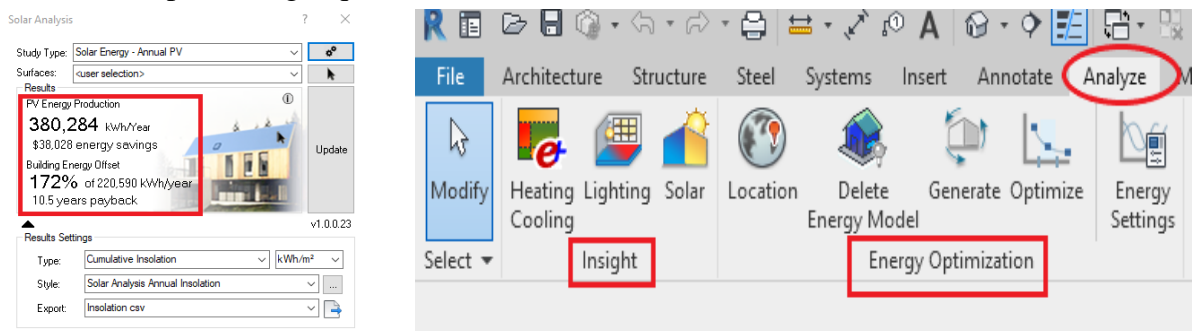 Solar Analysis ? ×
Study Type: Solar Energy - Annual PV
Surfaces: <user selection>
Results
PV Energy Production
380,284 kWh/Year
$38,028 energy savings
Building Energy Offset
172% of 220,590 kWh/year
10.5 years payback
Update
v1.0.0.23
Results Settings
Type: Cumulative Insolation kWh/m²
Style: Solar Analysis Annual Insolation ...
Export: Insolation csv
File Architecture Structure Steel Systems Insert Annotate Analyze M
Modify Heating Lighting Solar Location Delete Generate Optimize Energy
Cooling Energy Model Settings
Select Insight Energy Optimization